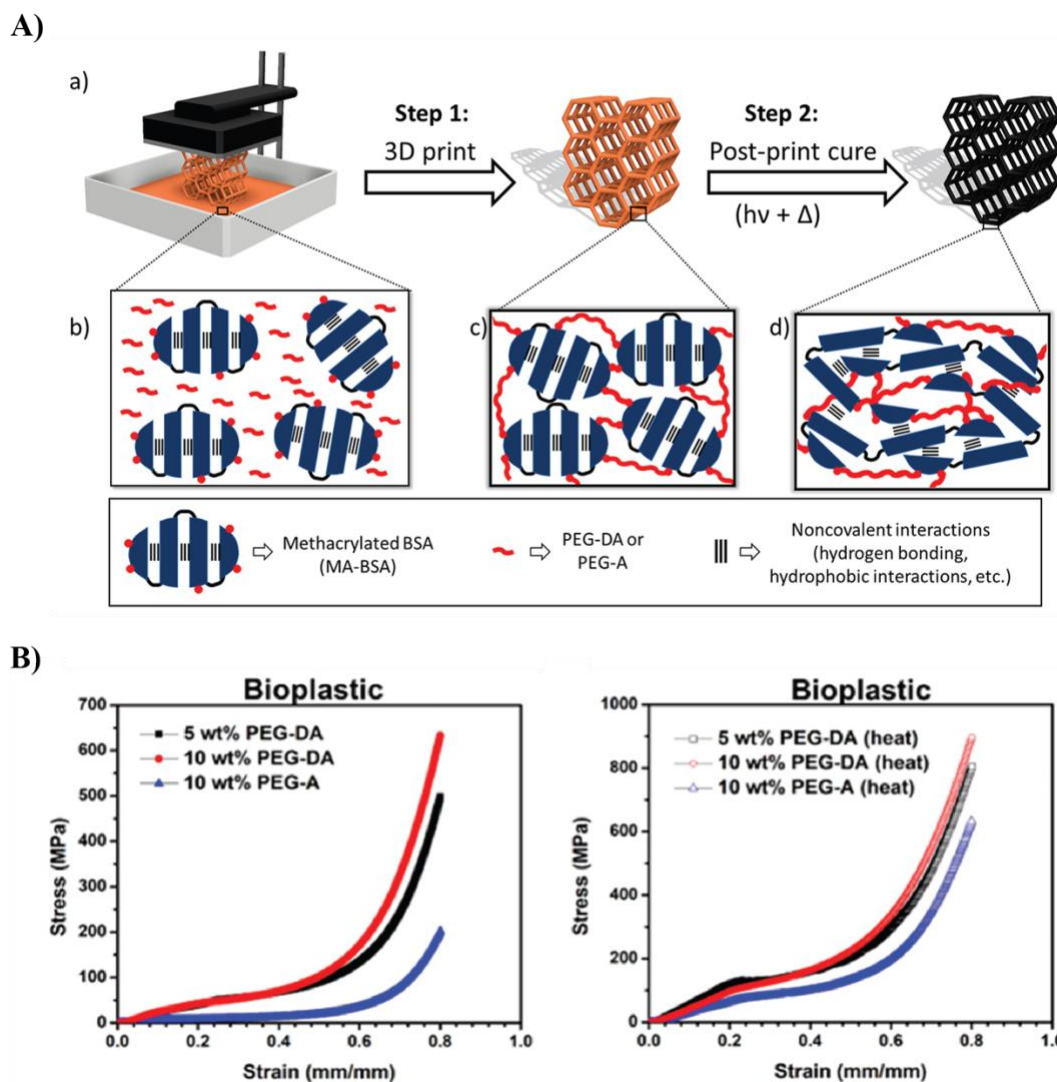 A)
a)
Step 1:
3D print
Step 2:
Post-print cure
(hν + Δ)
b)
c)
d)
Methacrylated BSA
(MA-BSA)
PEG-DA or
PEG-A
Noncovalent interactions
(hydrogen bonding,
hydrophobic interactions, etc.)
B)
Bioplastic
700
600
500
400
300
200
100
0
5 wt% PEG-DA
10 wt% PEG-DA
10 wt% PEG-A
0.0 0.2 0.4 0.6 0.8 1.0
Stress (MPa)
Strain (mm/mm)
Bioplastic
1000
800
600
400
200
0
5 wt% PEG-DA (heat)
10 wt% PEG-DA (heat)
10 wt% PEG-A (heat)
0.0 0.2 0.4 0.6 0.8 1.0
Stress (MPa)
Strain (mm/mm)